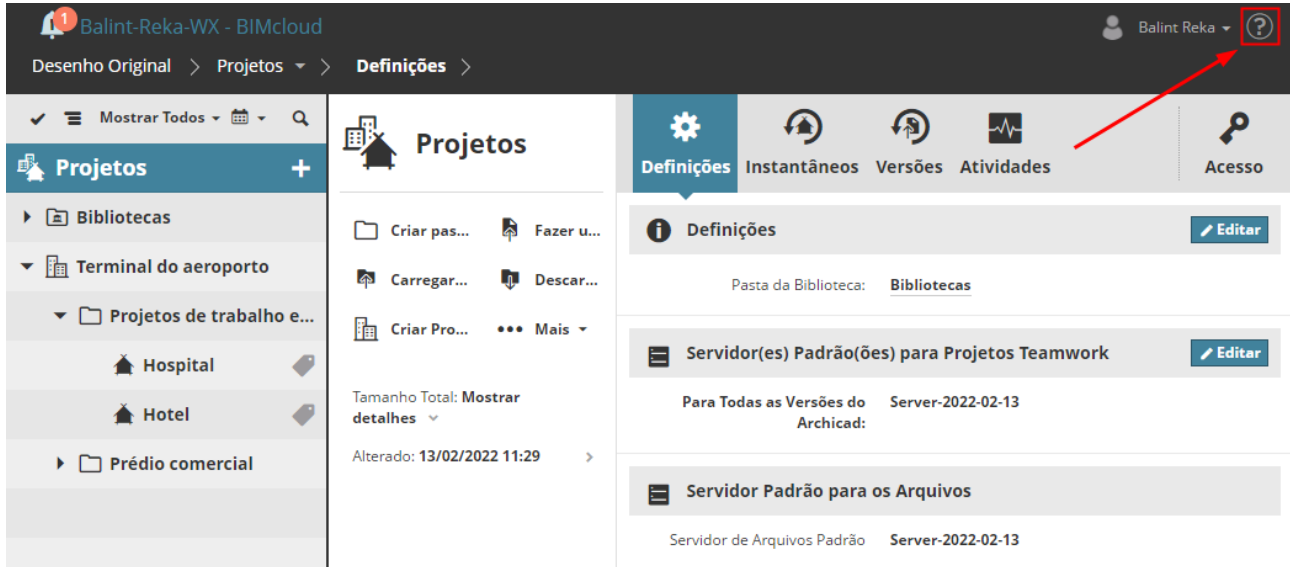 1
Balint-Reka-WX - BIMcloud
Balint Reka
?
Desenho Original > Projetos > Definições >
Mostrar Todos
Projetos +
Bibliotecas
Terminal do aeroporto
Projetos de trabalho e...
Hospital
Hotel
Prédio comercial
Projetos
Criar pas...
Fazer u...
Carregar...
Descar...
Criar Pro...
Mais
Tamanho Total: Mostrar
detalhes
Alterado: 13/02/2022 11:29 >
Definições
Instantâneos
Versões
Atividades
Acesso
Definições
Editar
Pasta da Biblioteca: Bibliotecas
Servidor(es) Padrão(ões) para Projetos Teamwork
Editar
Para Todas as Versões do Server-2022-02-13
Archicad:
Servidor Padrão para os Arquivos
Servidor de Arquivos Padrão Server-2022-02-13